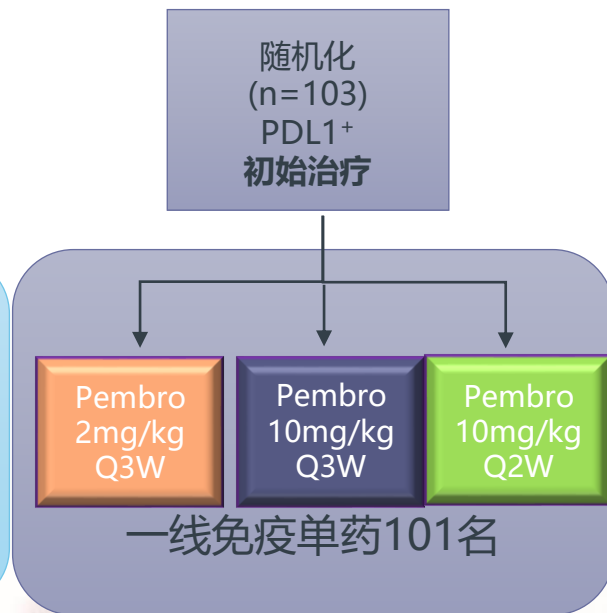 随机化
(n=103)
PDL1⁺
初始治疗
Pembro
2mg/kg
Q3W
Pembro
10mg/kg
Q3W
Pembro
10mg/kg
Q2W
一线免疫单药101名